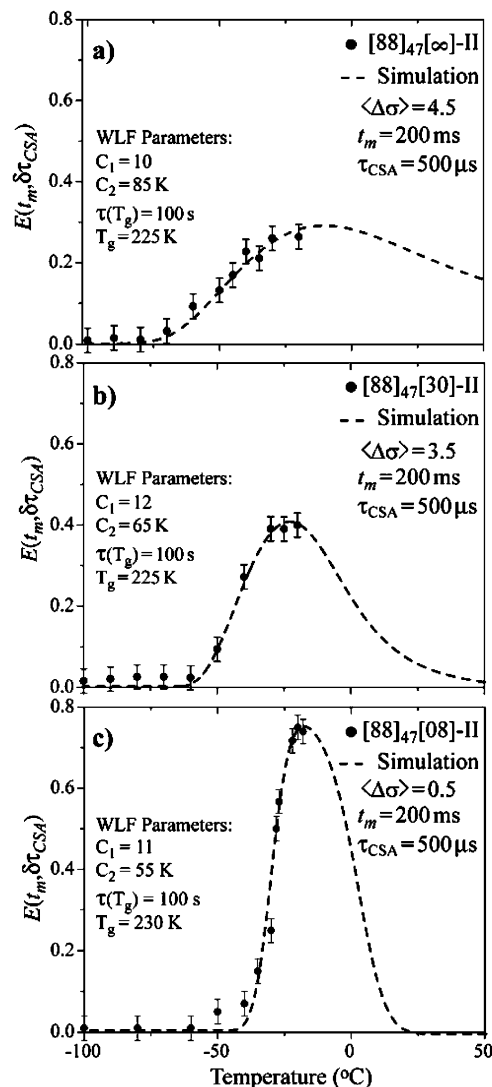 0.8
a)
[88]₄₇[∞]-II
Simulation
⟨Δσ⟩=4.5
tₘ=200 ms
τCSA=500 μs
WLF Parameters:
C₁=10
C₂=85 K
τ(Tg)=100 s
Tg=225 K
E(tₘ,δτCSA)
0.6
0.4
0.2
0.0
0.8
b)
[88]₄₇[30]-II
Simulation
⟨Δσ⟩=3.5
tₘ=200 ms
τCSA=500 μs
WLF Parameters:
C₁=12
C₂=65 K
τ(Tg)=100 s
Tg=225 K
E(tₘ,δτCSA)
0.6
0.4
0.2
0.0
c)
[88]₄₇[08]-II
Simulation
⟨Δσ⟩=0.5
tₘ=200 ms
τCSA=500 μs
WLF Parameters:
C₁=11
C₂=55 K
τ(Tg)=100 s
Tg=230 K
E(tₘ,δτCSA)
0.6
0.4
0.2
0.0
-100 -50 0 50
Temperature (°C)